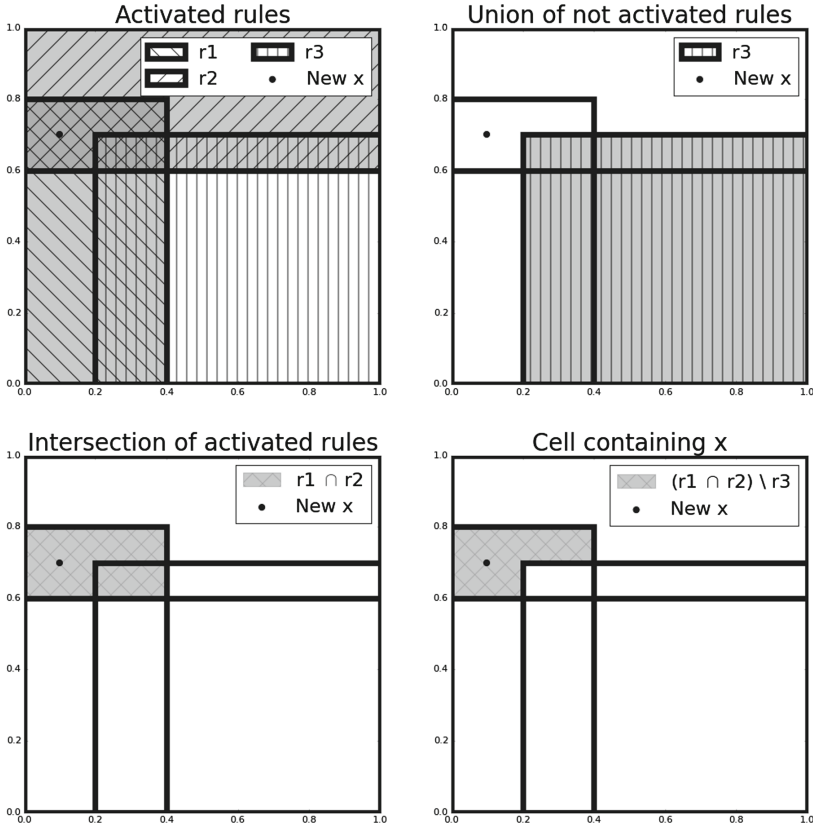 Activated rules
1.0
0.8
0.6
0.4
0.2
0.0
0.0 0.2 0.4 0.6 0.8 1.0
r1 r3
r2 New x
Union of not activated rules
1.0
0.8
0.6
0.4
0.2
0.0
0.0 0.2 0.4 0.6 0.8 1.0
r3
New x
Intersection of activated rules
1.0
0.8
0.6
0.4
0.2
0.0
0.0 0.2 0.4 0.6 0.8 1.0
r1 ∩ r2
New x
Cell containing x
1.0
0.8
0.6
0.4
0.2
0.0
0.0 0.2 0.4 0.6 0.8 1.0
(r1 ∩ r2) \ r3
New x